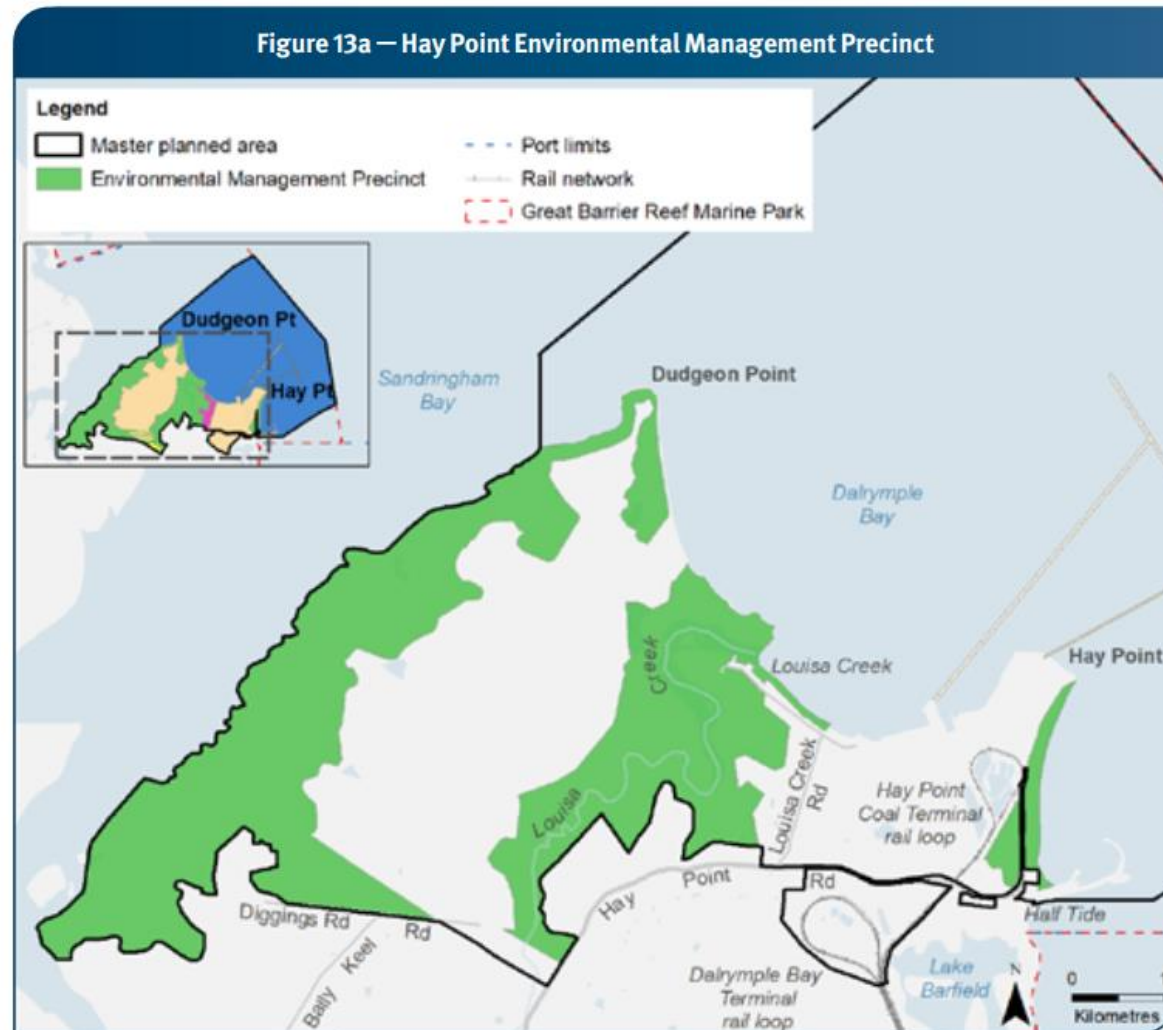 Figure 13a — Hay Point Environmental Management Precinct
Legend
Master planned area
Environmental Management Precinct
Port limits
Rail network
Great Barrier Reef Marine Park
Dudgeon Pt
Hay Pt
Sandringham
Bay
Dudgeon Point
Dalrymple
Bay
Creek
Louisa Creek
Hay Point
Louisa
Louisa Creek
Rd
Hay Point
Coal Terminal
rail loop
Hay Point Rd
Diggings Rd
Rd
Bally Keel
Half Tide
Dalrymple Bay
Terminal
rail loop
Lake
Barfield
N
0 1
Kilometres